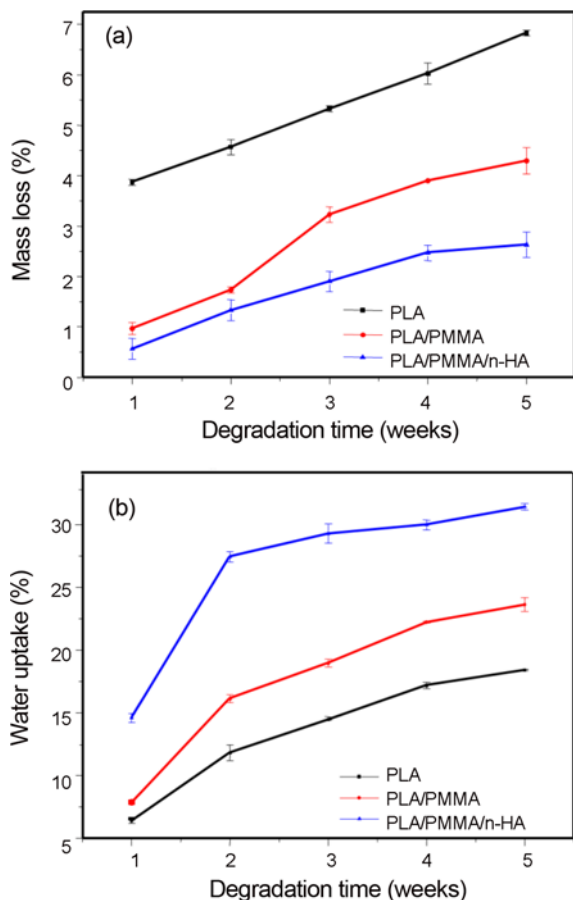 (a)
7
6
5
4
3
2
1
0
Mass loss (%)
PLA
PLA/PMMA
PLA/PMMA/n-HA
1 2 3 4 5
Degradation time (weeks)
(b)
30
25
20
15
10
5
Water uptake (%)
PLA
PLA/PMMA
PLA/PMMA/n-HA
1 2 3 4 5
Degradation time (weeks)